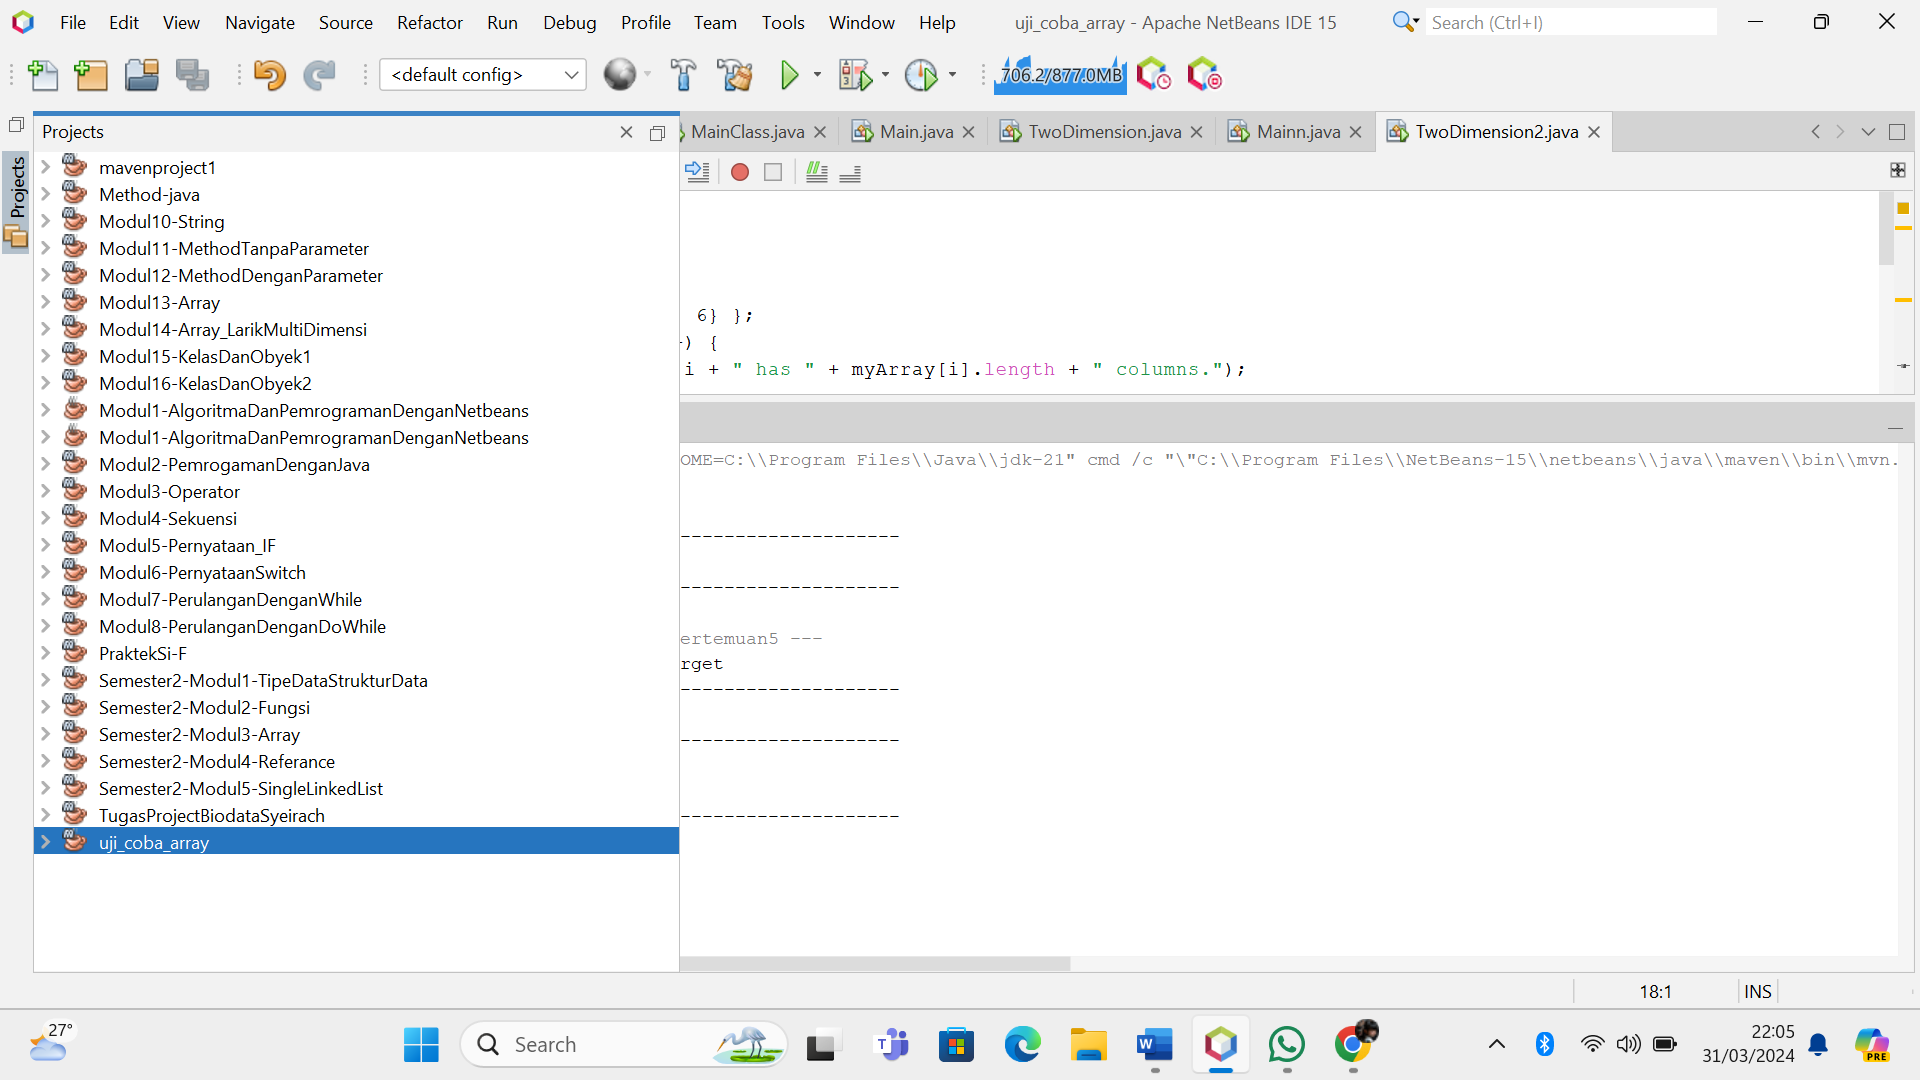 File Edit View Navigate Source Refactor Run Debug Profile Team Tools Window Help
uji_coba_array - Apache NetBeans IDE 15
Search (Ctrl+I)
<default config>
706.2/877.0MB
Projects
Projects
MainClass.java
Main.java
TwoDimension.java
Mainn.java
TwoDimension2.java
mavenproject1
Method-java
Modul10-String
Modul11-MethodTanpaParameter
Modul12-MethodDenganParameter
Modul13-Array
Modul14-Array_LarikMultiDimensi
Modul15-KelasDanObyek1
Modul16-KelasDanObyek2
Modul1-AlgoritmaDanPemrogramanDenganNetbeans
Modul1-AlgoritmaDanPemrogramanDenganNetbeans
Modul2-PemrogamanDenganJava
Modul3-Operator
Modul4-Sekuensi
Modul5-Pernyataan_IF
Modul6-PernyataanSwitch
Modul7-PerulanganDenganWhile
Modul8-PerulanganDenganDoWhile
PraktekSi-F
Semester2-Modul1-TipeDataStrukturData
Semester2-Modul2-Fungsi
Semester2-Modul3-Array
Semester2-Modul4-Referance
Semester2-Modul5-SingleLinkedList
TugasProjectBiodataSyeirach
uji_coba_array
6} };
) {
i + " has " + myArray[i].length + " columns.");
OME=C:\\Program Files\\Java\\jdk-21" cmd /c "\"C:\\Program Files\\NetBeans-15\\netbeans\\java\\maven\\bin\\mvn.
--------------------
--------------------
ertemuan5 ---
rget
--------------------
--------------------
--------------------
18:1
INS
27°
Search
22:05
31/03/2024
PRE